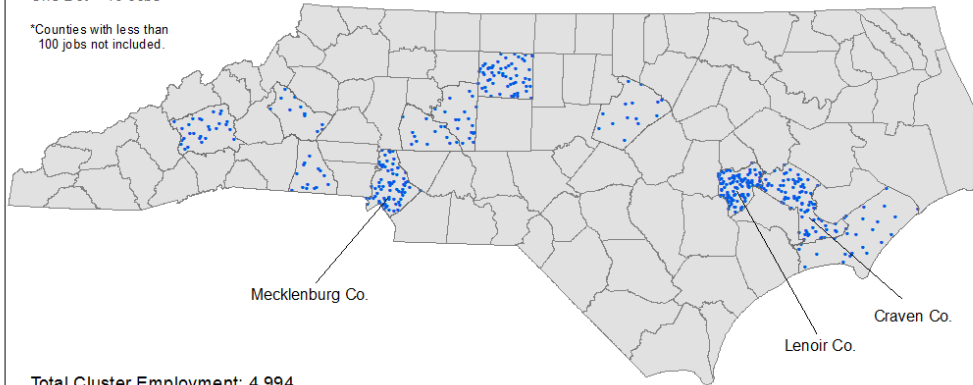 *Counties with less than
100 jobs not included.
Mecklenburg Co.
Craven Co.
Lenoir Co.
Total Cluster Employment: 4,994